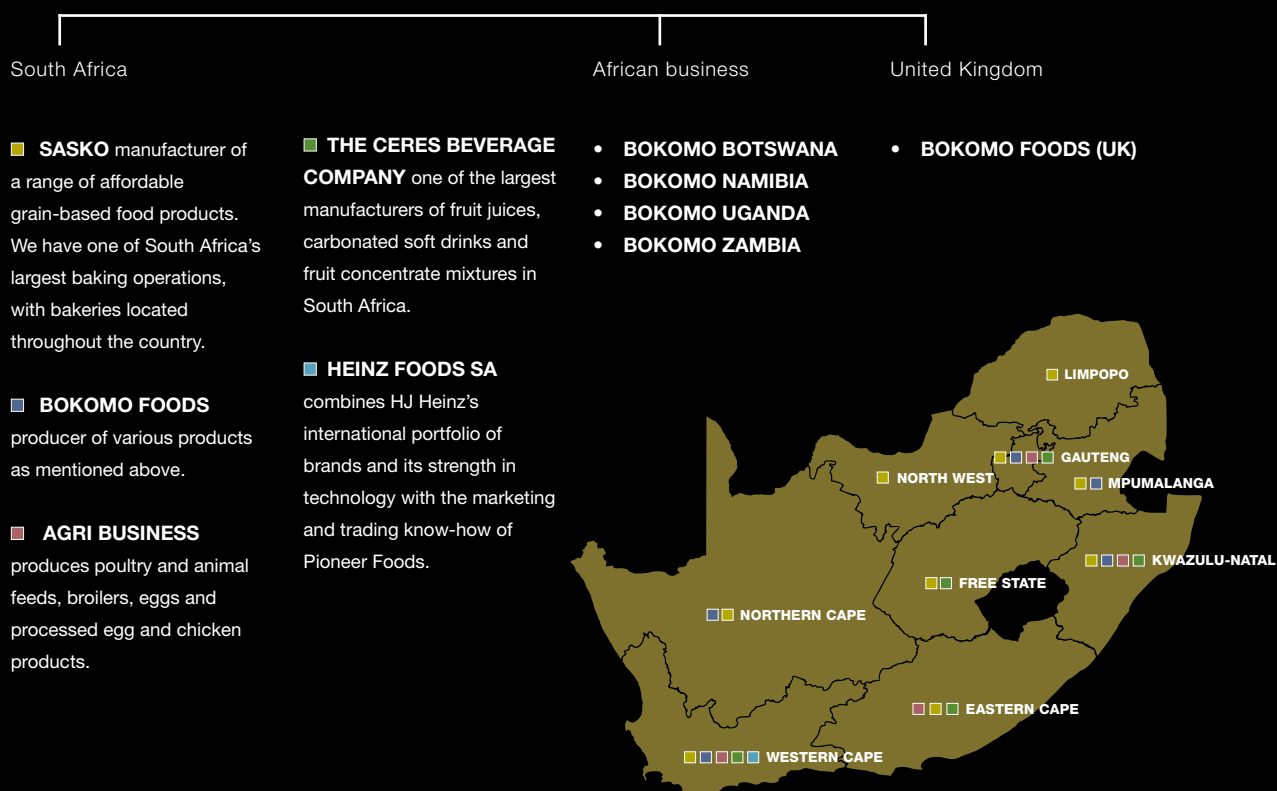 South Africa
African business
United Kingdom
SASKO manufacturer of
a range of affordable
grain-based food products.
We have one of South Africa's
largest baking operations,
with bakeries located
throughout the country.
BOKOMO FOODS
producer of various products
as mentioned above.
AGRI BUSINESS
produces poultry and animal
feeds, broilers, eggs and
processed egg and chicken
products.
THE CERES BEVERAGE
COMPANY one of the largest
manufacturers of fruit juices,
carbonated soft drinks and
fruit concentrate mixtures in
South Africa.
HEINZ FOODS SA
combines HJ Heinz's
international portfolio of
brands and its strength in
technology with the marketing
and trading know-how of
Pioneer Foods.
• BOKOMO BOTSWANA
• BOKOMO NAMIBIA
• BOKOMO UGANDA
• BOKOMO ZAMBIA
• BOKOMO FOODS (UK)
LIMPOPO
GAUTENG
NORTH WEST
MPUMALANGA
KWAZULU-NATAL
FREE STATE
NORTHERN CAPE
EASTERN CAPE
WESTERN CAPE